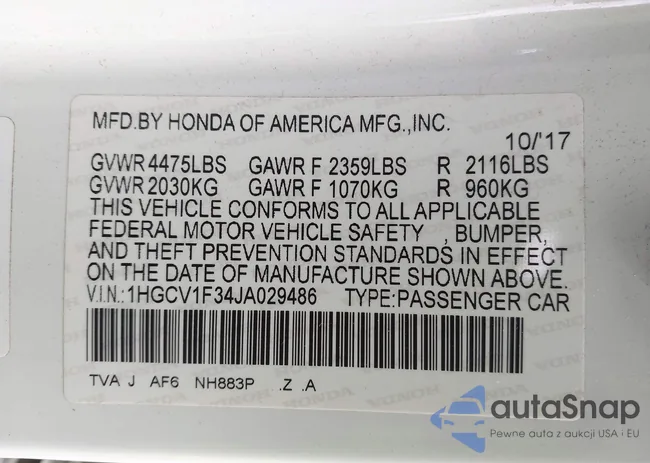 MFD.BY HONDA OF AMERICA MFG.,INC.
10/'17
GVWR 4475LBS GAWR F 2359LBS R 2116LBS
GVWR 2030KG GAWR F 1070KG R 960KG
THIS VEHICLE CONFORMS TO ALL APPLICABLE
FEDERAL MOTOR VEHICLE SAFETY , BUMPER,
AND THEFT PREVENTION STANDARDS IN EFFECT
ON THE DATE OF MANUFACTURE SHOWN ABOVE.
V.I.N.:1HGCV1F34JA029486 TYPE:PASSENGER CAR
TVA J AF6 NH883P .Z .A
autaSnap
Pewne auta z aukcji USA i EU